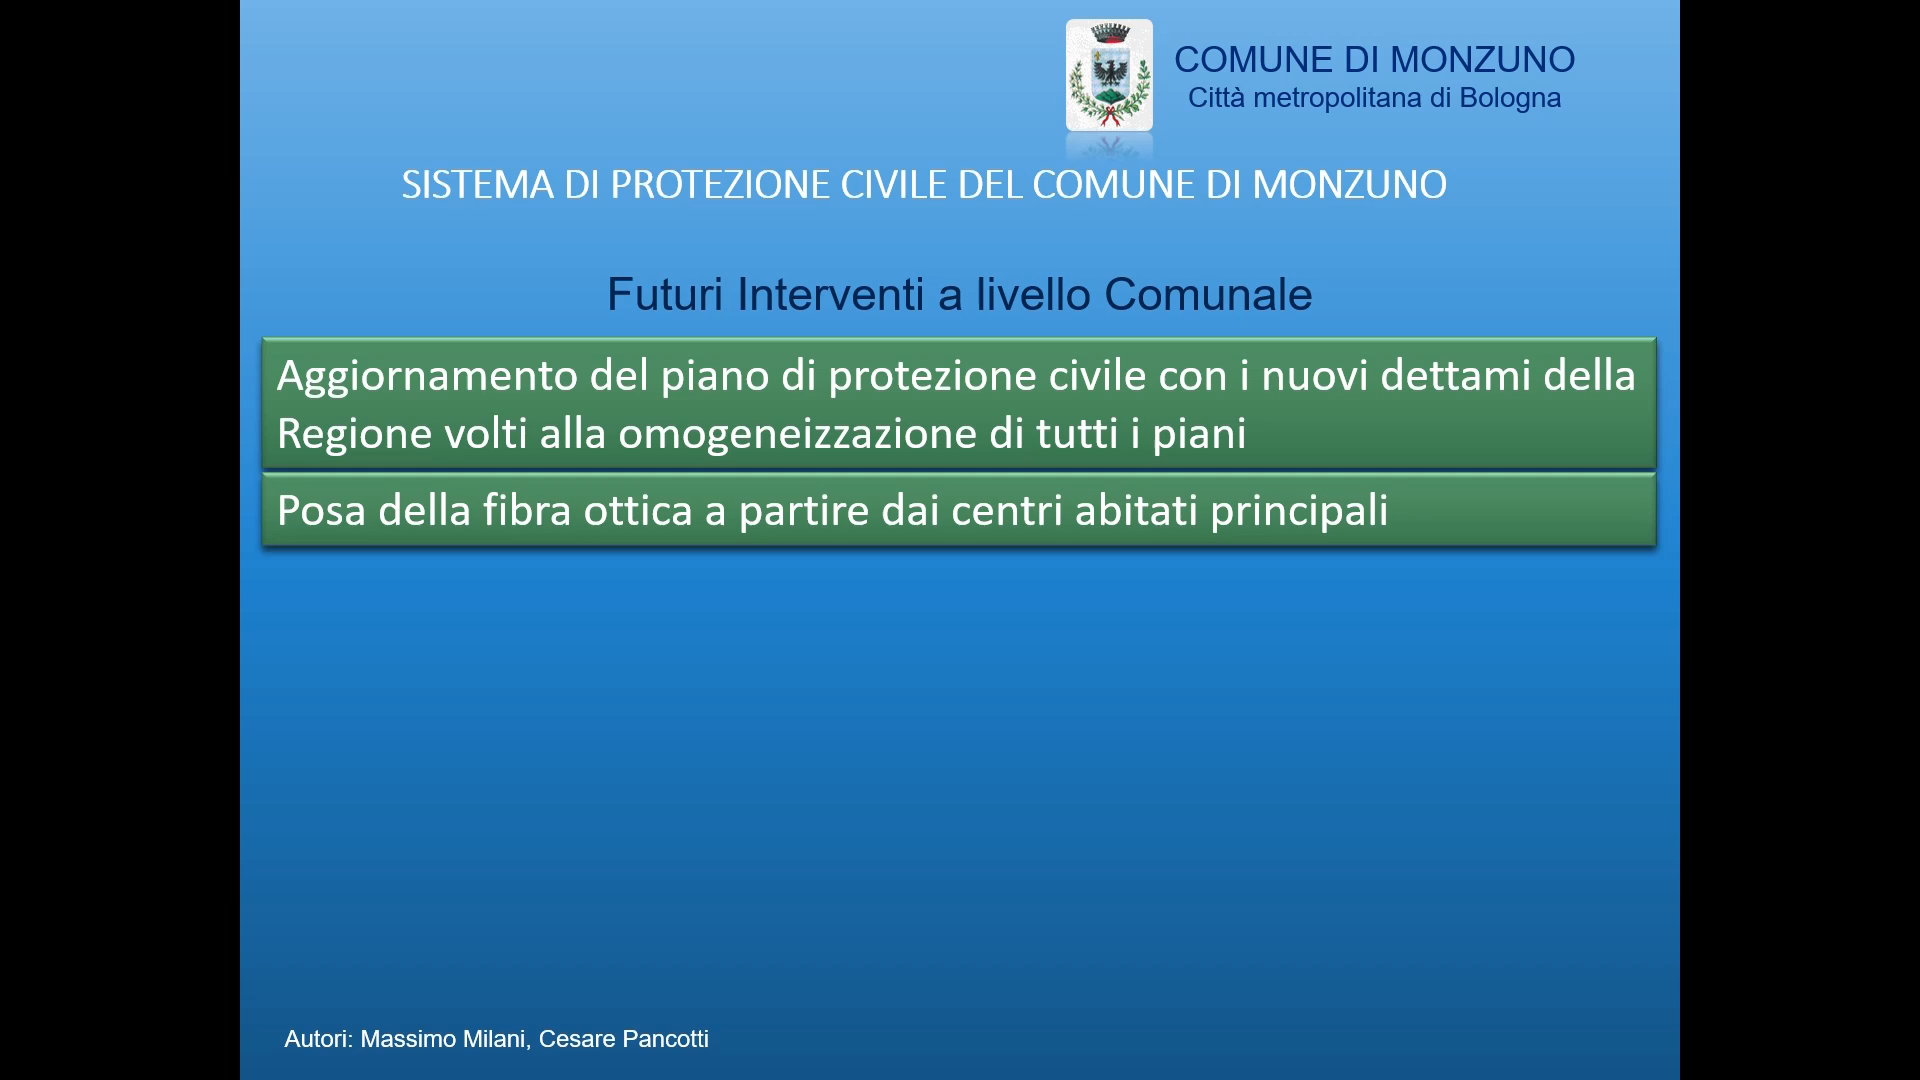 COMUNE DI MONZUNO
Città metropolitana di Bologna
SISTEMA DI PROTEZIONE CIVILE DEL COMUNE DI MONZUNO
Futuri Interventi a livello Comunale
Aggiornamento del piano di protezione civile con i nuovi dettami della
Regione volti alla omogeneizzazione di tutti i piani
Posa della fibra ottica a partire dai centri abitati principali
Autori: Massimo Milani, Cesare Pancotti